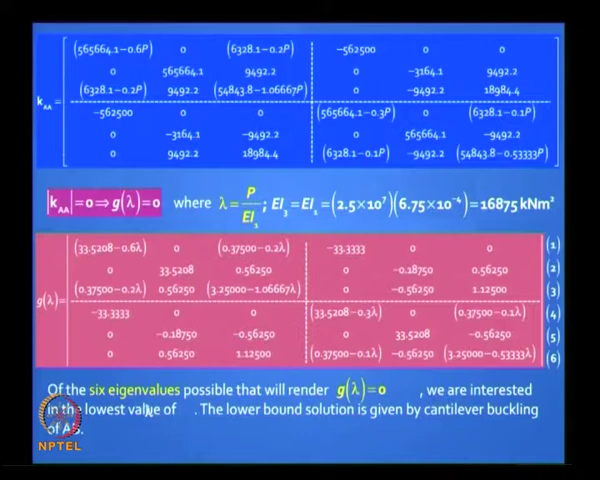 (565664.1-0.6P) 0 (6328.1-0.2P) -562500 0 0
0 565664.1 9492.2 0 -3164.1 9492.2
k_AA = (6328.1-0.2P) 9492.2 (54843.8-1.06667P) 0 -9492.2 18984.4
-562500 0 0 (565664.1-0.3P) 0 (6328.1-0.1P)
0 -3164.1 -9492.2 0 565664.1 -9492.2
0 9492.2 18984.4 (6328.1-0.1P) -9492.2 (54843.8-0.53333P)
|k_AA|=0⇒g(λ)=0 where λ=P/EI₁; EI₃=EI₁=(2.5×10⁷)(6.75×10⁻⁴)=16875 kNm²
(33.5208-0.6λ) 0 (0.37500-0.2λ) -33.3333 0 0 (1)
0 33.5208 0.56250 0 -0.18750 0.56250 (2)
(0.37500-0.2λ) 0.56250 (3.25000-1.06667λ) 0 -0.56250 1.12500 (3)
g(λ)= -33.3333 0 0 (33.5208-0.3λ) 0 (0.37500-0.1λ) (4)
0 -0.18750 -0.56250 0 33.5208 -0.56250 (5)
0 0.56250 1.12500 (0.37500-0.1λ) -0.56250 (3.25000-0.53333λ) (6)
Of the six eigenvalues possible that will render g(λ)=0 , we are interested
in the lowest value of . The lower bound solution is given by cantilever buckling
of AB.
NPTEL